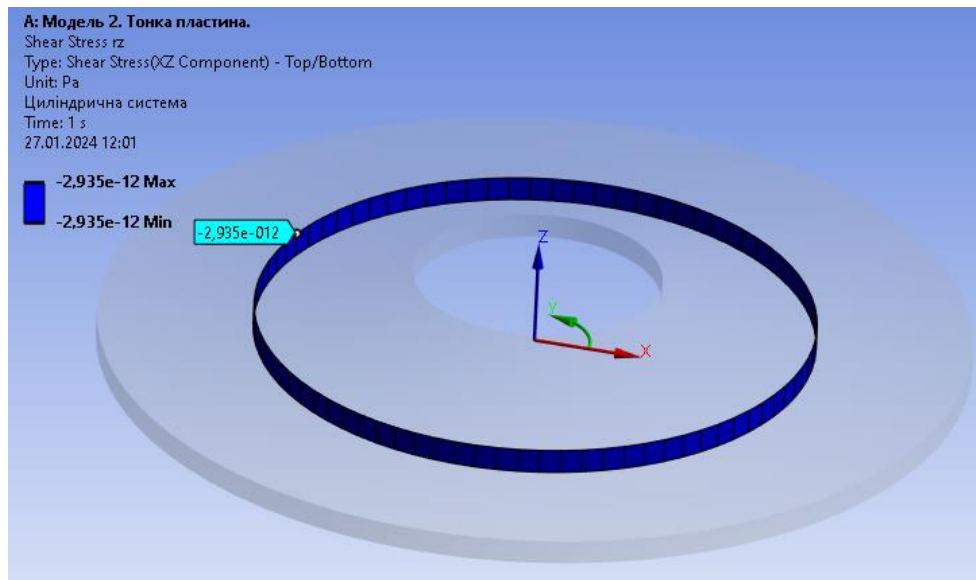 A: Модель 2. Тонка пластина.
Shear Stress rz
Type: Shear Stress(XZ Component) - Top/Bottom
Unit: Pa
Циліндрична система
Time: 1 s
27.01.2024 12:01
-2,935e-12 Max
-2,935e-12 Min
-2,935e-012
Z
Y
X